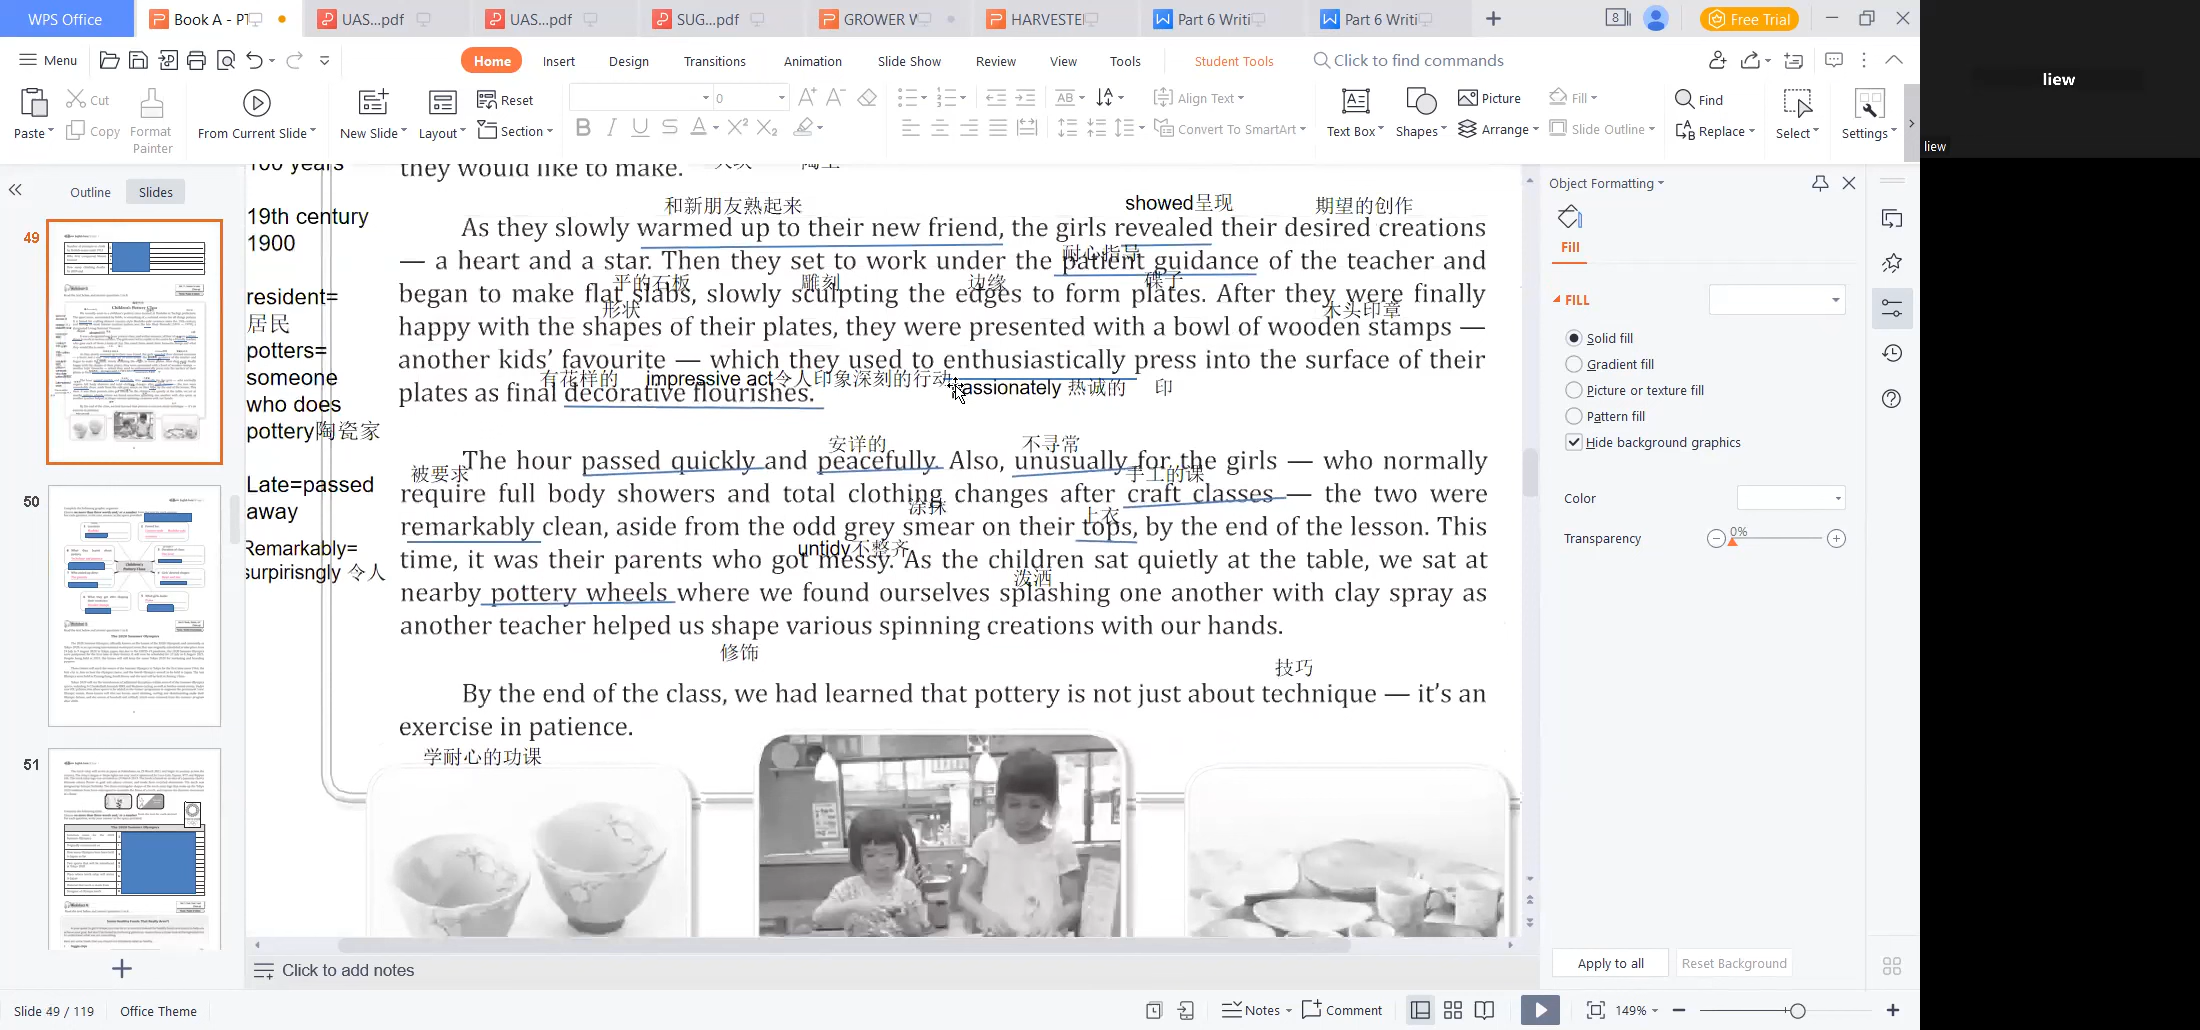 WPS Office
Book A - PT
UAS...pdf
UAS...pdf
SUG...pdf
GROWER W
HARVESTE
Part 6 Writi
Part 6 Writi
8
Free Trial
Menu
Home
Insert
Design
Transitions
Animation
Slide Show
Review
View
Tools
Student Tools
Click to find commands
Paste
Cut
Copy
Format
Painter
From Current Slide
New Slide
Layout
Reset
Section
0
Align Text
Convert To SmartArt
Text Box
Shapes
Picture
Arrange
Fill
Slide Outline
Find
Replace
Select
Settings
liew
liew
Outline
Slides
49
50
51
100 years
19th century
1900
resident=
居民
potters=
someone
who does
pottery陶瓷家
Late=passed
away
Remarkably=
surpirisngly 令人
they would like to make.
和新朋友熟起来
showed呈现
期望的创作
As they slowly warmed up to their new friend, the girls revealed their desired creations
耐心指导
— a heart and a star. Then they set to work under the patient guidance of the teacher and
平的石板
雕刻
边缘
碟子
began to make flat slabs, slowly sculpting the edges to form plates. After they were finally
形状
木头印章
happy with the shapes of their plates, they were presented with a bowl of wooden stamps —
another kids’ favourite — which they used to enthusiastically press into the surface of their
有花样的
impressive act令人印象深刻的行动
assionately 热诚的
印
plates as final decorative flourishes.
安详的
不寻常
The hour passed quickly and peacefully. Also, unusually for the girls — who normally
被要求
手工的课
require full body showers and total clothing changes after craft classes — the two were
涂抹
上衣
remarkably clean, aside from the odd grey smear on their tops, by the end of the lesson. This
untidy不整齐
time, it was their parents who got messy. As the children sat quietly at the table, we sat at
泼洒
nearby pottery wheels where we found ourselves splashing one another with clay spray as
another teacher helped us shape various spinning creations with our hands.
修饰
技巧
By the end of the class, we had learned that pottery is not just about technique — it’s an
exercise in patience.
学耐心的功课
Object Formatting
Fill
FILL
Solid fill
Gradient fill
Picture or texture fill
Pattern fill
Hide background graphics
Color
Transparency
0%
Apply to all
Reset Background
Click to add notes
Slide 49 / 119
Office Theme
Notes
Comment
149%